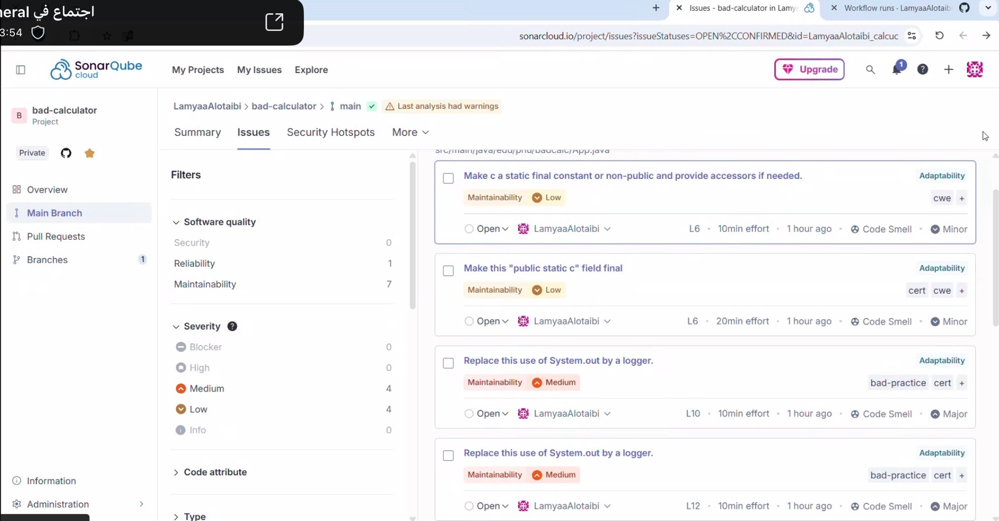 اجتماع في neral
3:54
Issues - bad-calculator in Lamya
Workflow runs · LamyaaAlotaib
sonarcloud.io/project/issues?issueStatuses=OPEN%2CCONFIRMED&id=LamyaaAlotaibi_calcuc
SonarQube cloud
My Projects
My Issues
Explore
Upgrade
1
bad-calculator
B
Project
Private
Overview
Main Branch
Pull Requests
Branches 1
Information
Administration
LamyaaAlotaibi > bad-calculator > main
Last analysis had warnings
Summary
Issues
Security Hotspots
More
Filters
Software quality
Security 0
Reliability 1
Maintainability 7
Severity
Blocker 0
High 0
Medium 4
Low 4
Info 0
Code attribute
Type
src/main/java/edu/pnu/badcalc/App.java
Make c a static final constant or non-public and provide accessors if needed. Adaptability
Maintainability Low cwe +
Open LamyaaAlotaibi L6 • 10min effort • 1 hour ago • Code Smell • Minor
Make this "public static c" field final Adaptability
Maintainability Low cert cwe +
Open LamyaaAlotaibi L6 • 20min effort • 1 hour ago • Code Smell • Minor
Replace this use of System.out by a logger. Adaptability
Maintainability Medium bad-practice cert +
Open LamyaaAlotaibi L10 • 10min effort • 1 hour ago • Code Smell • Major
Replace this use of System.out by a logger. Adaptability
Maintainability Medium bad-practice cert +
Open LamyaaAlotaibi L12 • 10min effort • 1 hour ago • Code Smell • Major